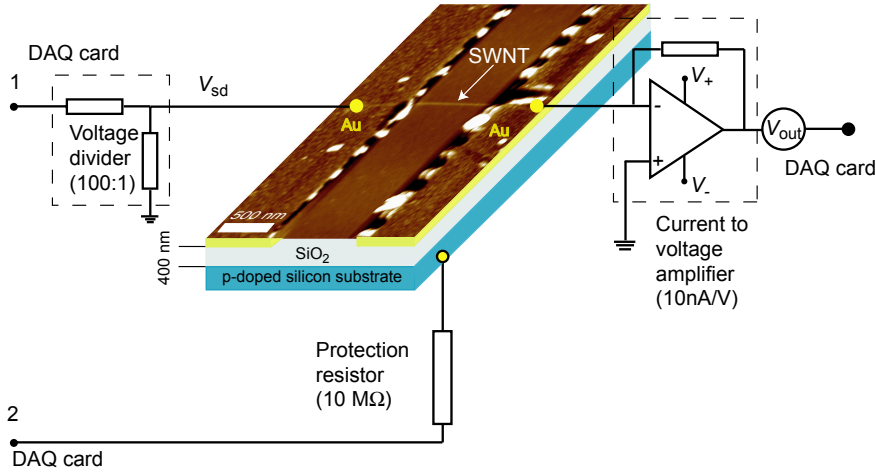 DAQ card
1
V_sd
Voltage
divider
(100:1)
SWNT
Au
Au
500 nm
400 nm
SiO₂
p-doped silicon substrate
V₊
-
+
V₋
V_out
DAQ card
Current to
voltage
amplifier
(10nA/V)
Protection
resistor
(10 MΩ)
2
DAQ card